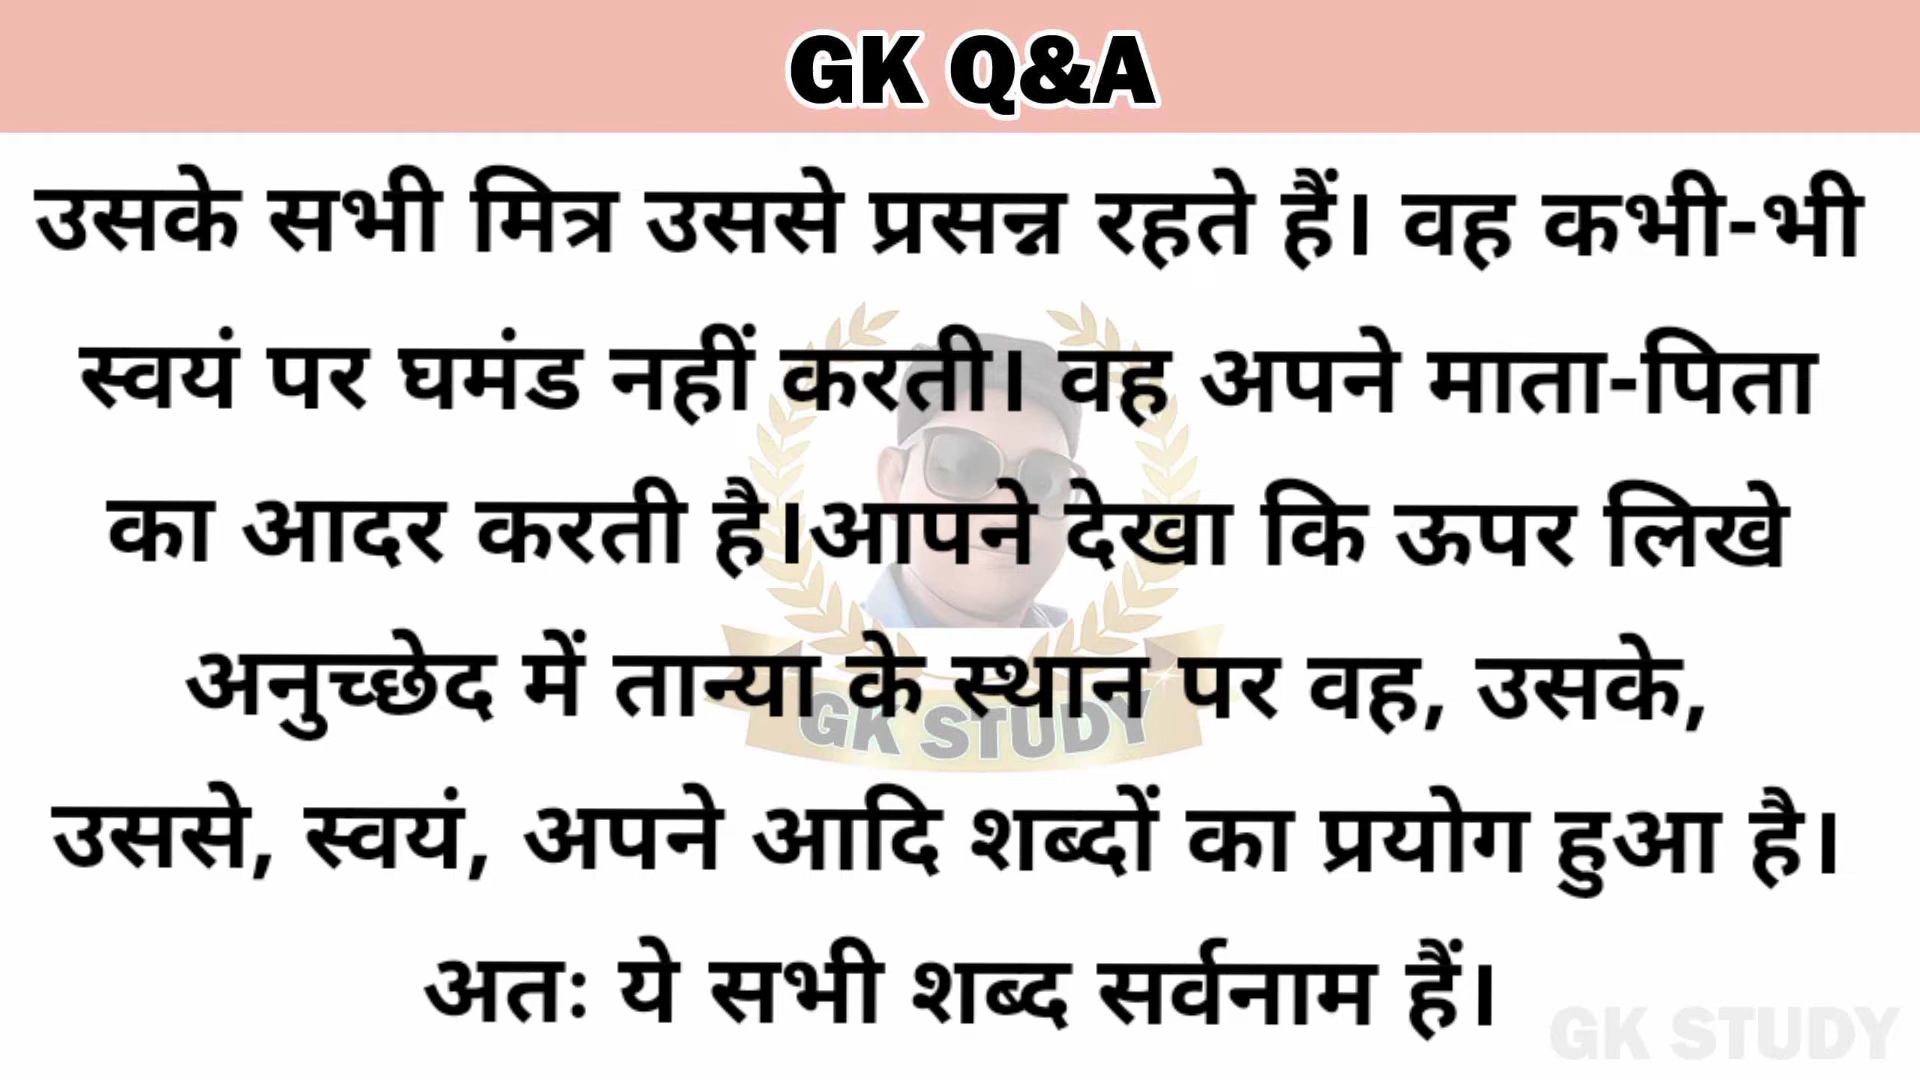 GK Q&A
उसके सभी मित्र उससे प्रसन्न रहते हैं। वह कभी-भी
स्वयं पर घमंड नहीं करती। वह अपने माता-पिता
का आदर करती है।आपने देखा कि ऊपर लिखे
अनुच्छेद में तान्या के स्थान पर वह, उसके,
GK STUDY
उससे, स्वयं, अपने आदि शब्दों का प्रयोग हुआ है।
अतः ये सभी शब्द सर्वनाम हैं।
GK STUDY